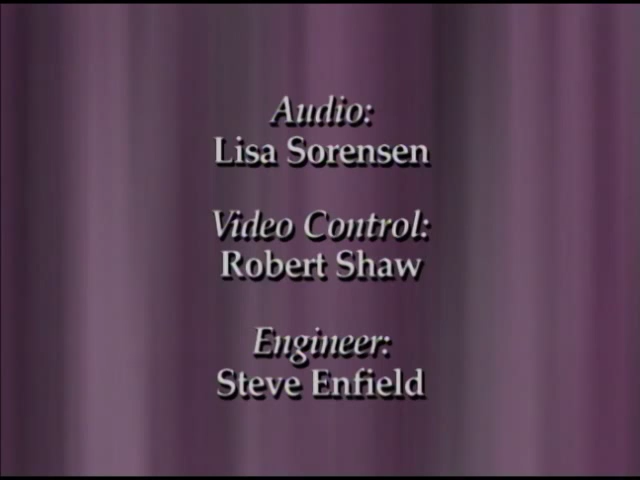 Audio:
Lisa Sorensen
Video Control:
Robert Shaw
Engineer:
Steve Enfield